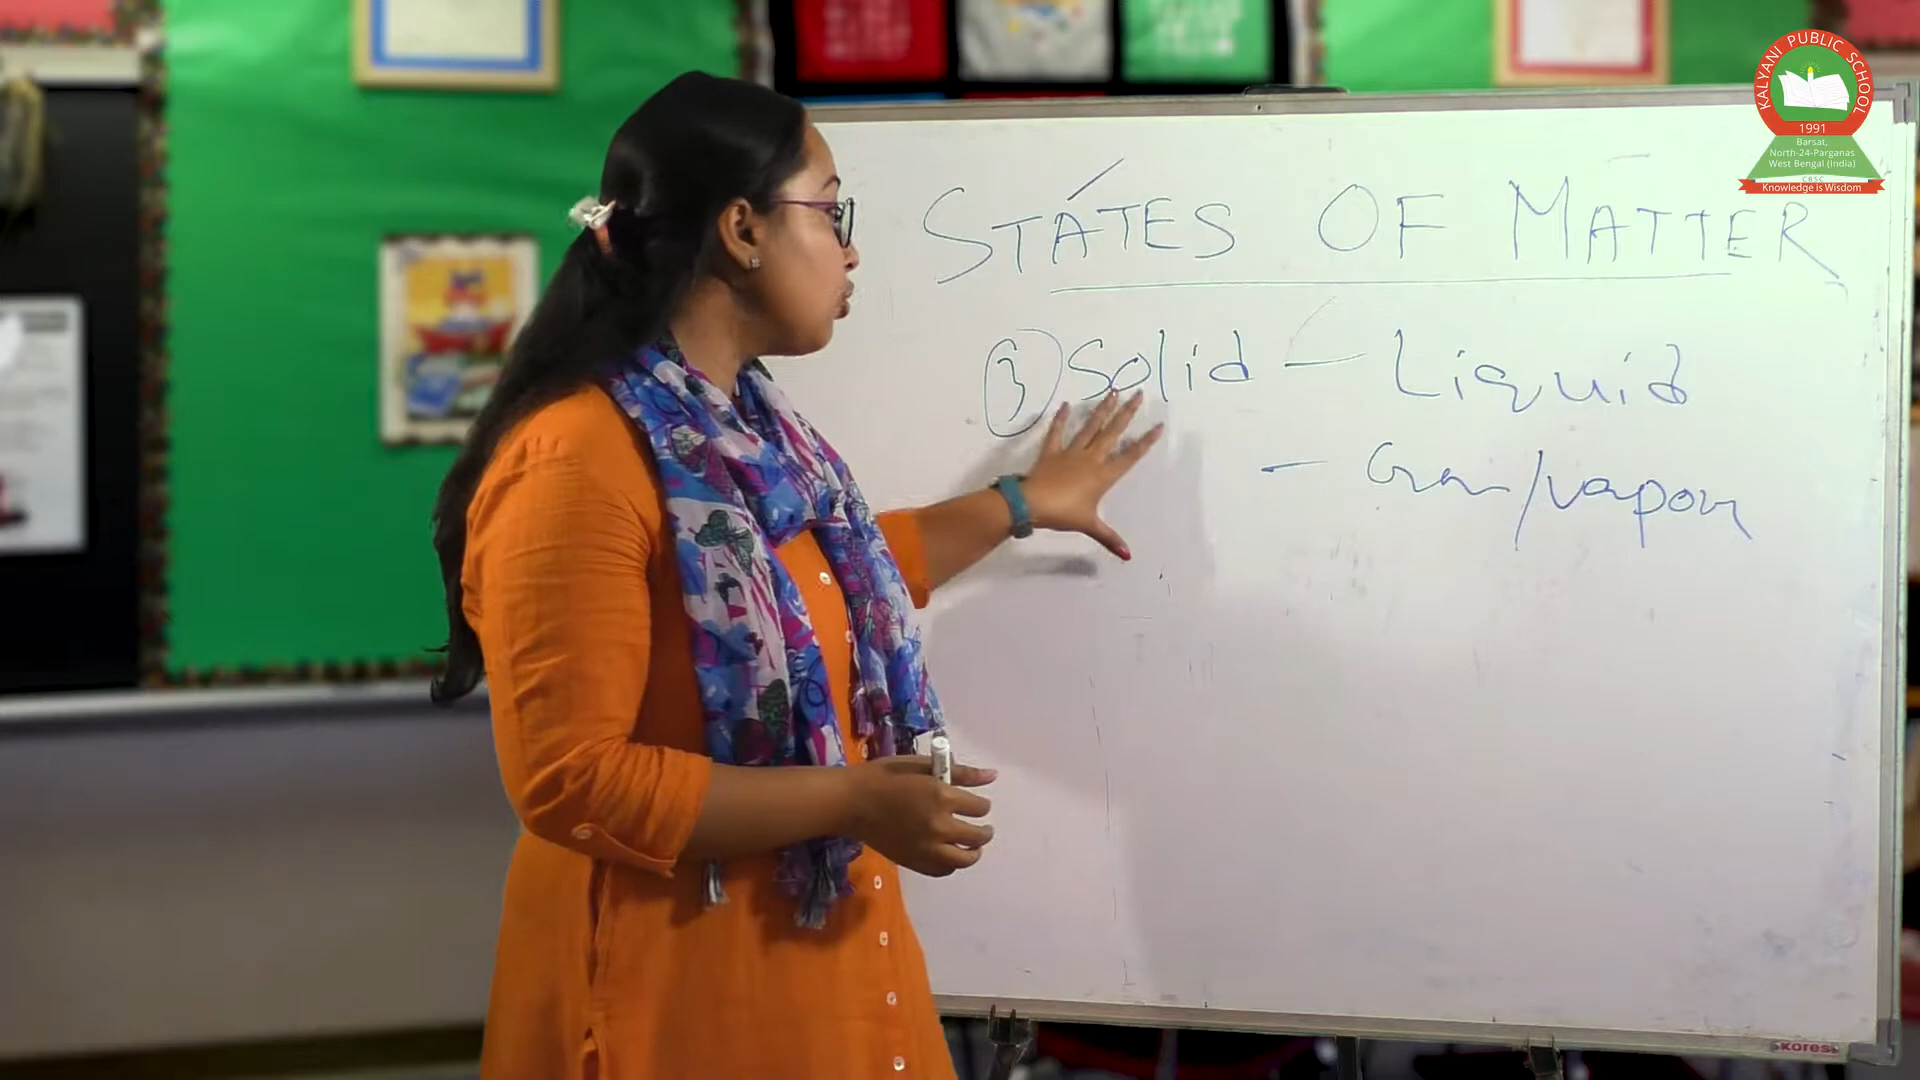 STATES OF MATTER
③ Solid – Liquid
– Gas/vapour
KALYANI PUBLIC SCHOOL
1991
Barsat,
North-24-Parganas
West Bengal (India)
CBSC
Knowledge is Wisdom
kores